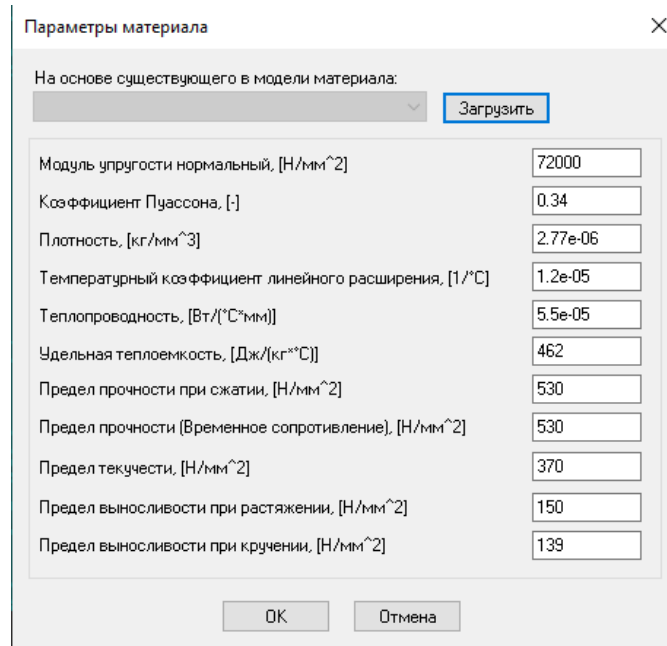 Параметры материала
На основе существующего в модели материала:
Загрузить
Модуль упругости нормальный, [Н/мм^2] 72000
Коэффициент Пуассона, [-] 0.34
Плотность, [кг/мм^3] 2.77e-06
Температурный коэффициент линейного расширения, [1/°C] 1.2e-05
Теплопроводность, [Вт/(°C*мм)] 5.5e-05
Удельная теплоемкость, [Дж/(кг*°C)] 462
Предел прочности при сжатии, [Н/мм^2] 530
Предел прочности (Временное сопротивление), [Н/мм^2] 530
Предел текучести, [Н/мм^2] 370
Предел выносливости при растяжении, [Н/мм^2] 150
Предел выносливости при кручении, [Н/мм^2] 139
OK Отмена